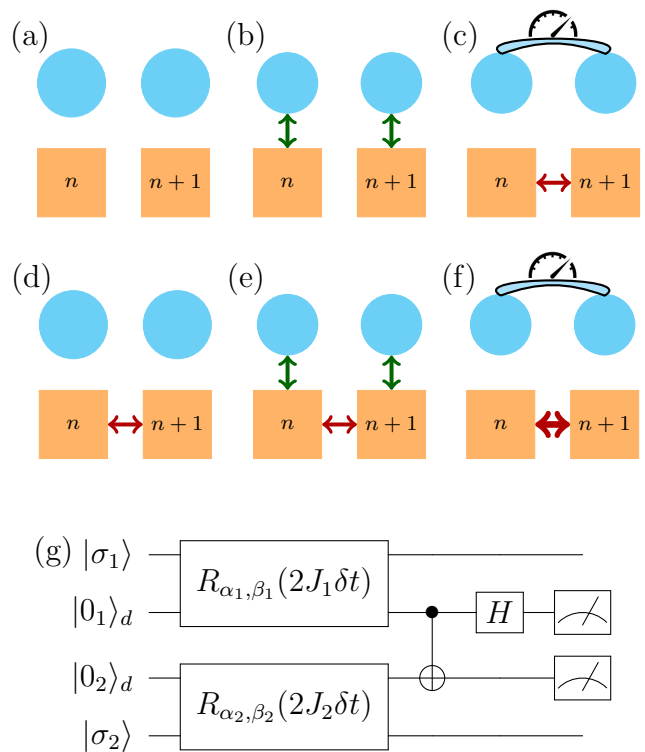 (a) (b) (c)
n n + 1 n n + 1 n n + 1
(d) (e) (f)
n n + 1 n n + 1 n n + 1
(g) |σ₁⟩
R_{α₁,β₁}(2J₁δt)
|0₁⟩_d H
|0₂⟩_d
R_{α₂,β₂}(2J₂δt)
|σ₂⟩